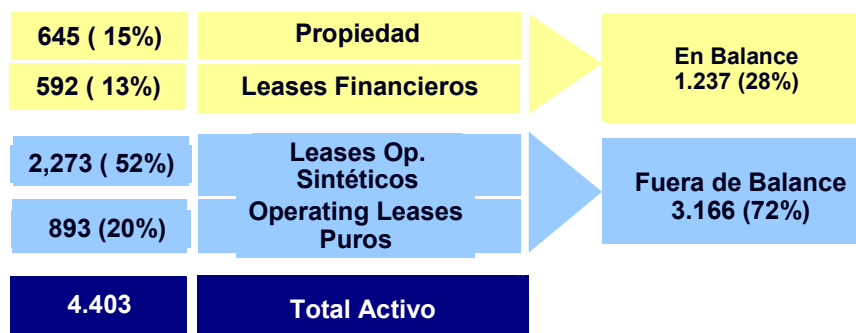 645 ( 15%)
Propiedad
592 ( 13%)
Leases Financieros
En Balance
1.237 (28%)
2,273 ( 52%)
Leases Op.
Sintéticos
893 (20%)
Operating Leases
Puros
Fuera de Balance
3.166 (72%)
4.403
Total Activo